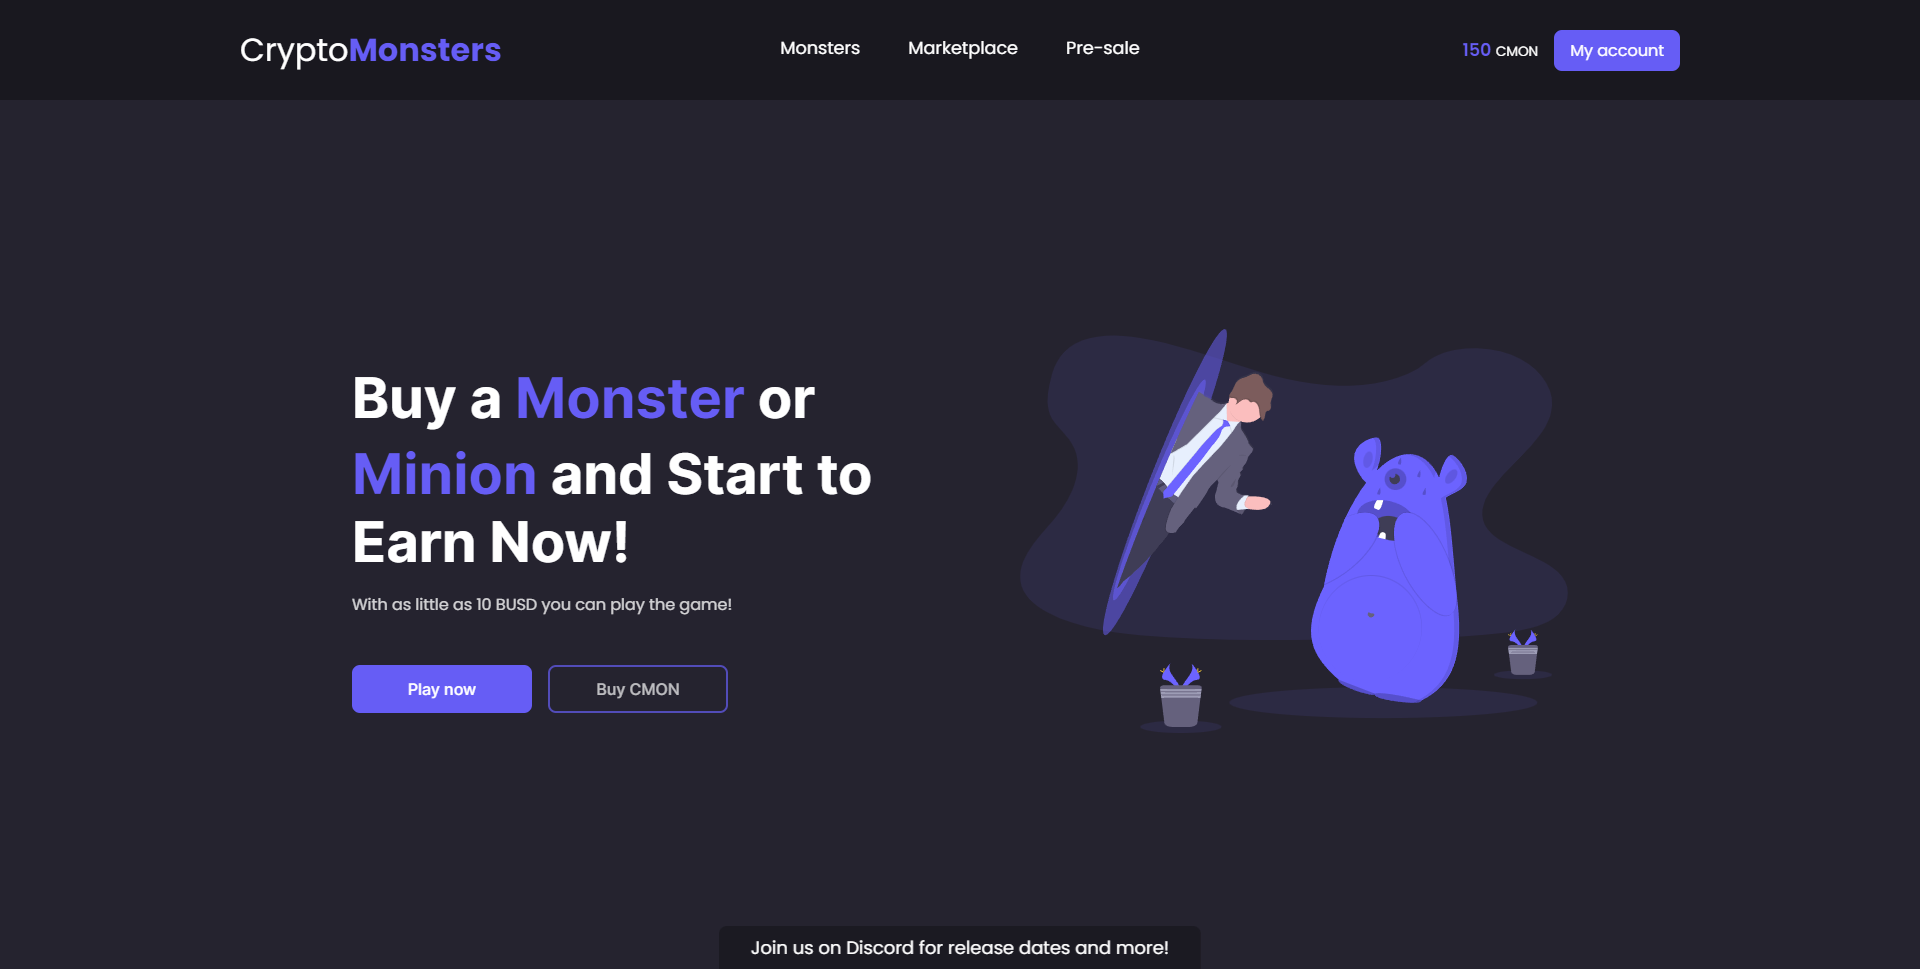 CryptoMonsters
Monsters
Marketplace
Pre-sale
150 CMON
My account
Buy a Monster or
Minion and Start to
Earn Now!
With as little as 10 BUSD you can play the game!
Play now
Buy CMON
Join us on Discord for release dates and more!